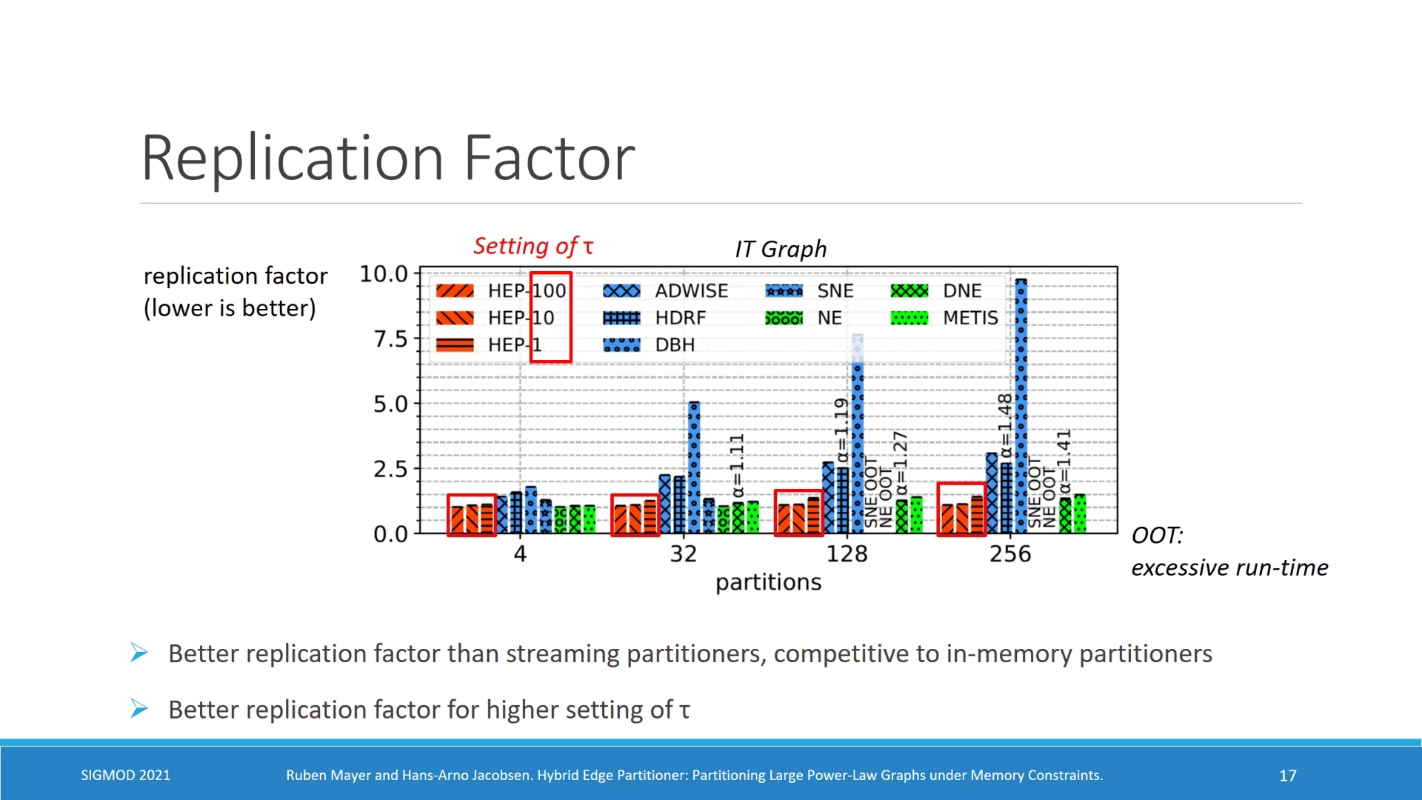 Replication Factor
Setting of τ
IT Graph
replication factor
(lower is better)
10.0
7.5
5.0
2.5
0.0
HEP-100
HEP-10
HEP-1
ADWISE
HDRF
DBH
SNE
NE
DNE
METIS
α=1.11
α=1.19
SNE OOT
NE OOT
α=1.27
α=1.48
SNE OOT
NE OOT
α=1.41
4
32
128
256
partitions
OOT:
excessive run-time
Better replication factor than streaming partitioners, competitive to in-memory partitioners
Better replication factor for higher setting of τ
SIGMOD 2021
Ruben Mayer and Hans-Arno Jacobsen. Hybrid Edge Partitioner: Partitioning Large Power-Law Graphs under Memory Constraints.
17